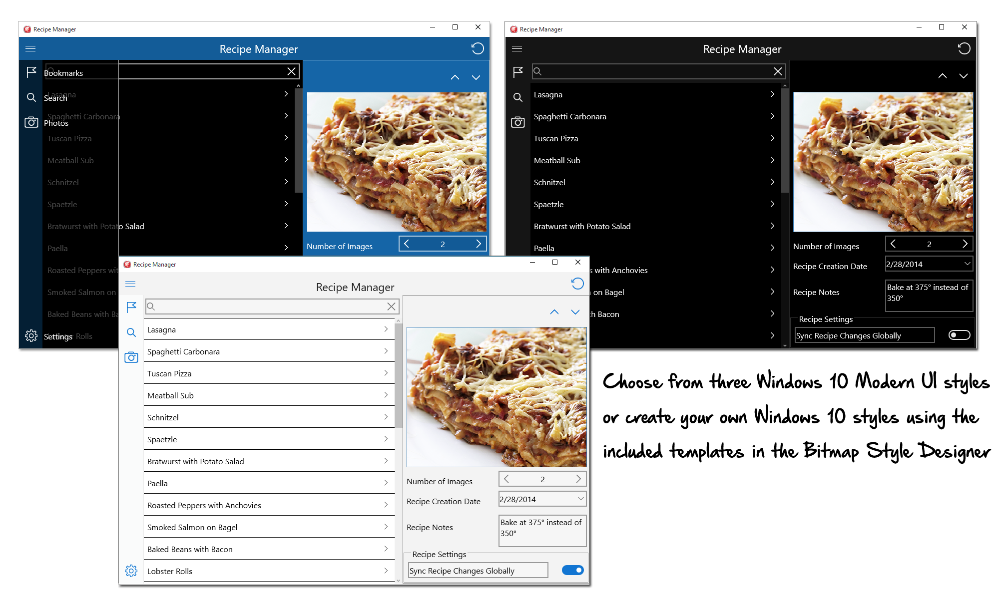 Recipe Manager
Recipe Manager
Bookmarks
Lasagna
Search
Spaghetti Carbonara
Photos
Tuscan Pizza
Meatball Sub
Schnitzel
Spaetzle
Bratwurst with Potato Salad
Paella
Roasted Peppers wit
Smoked Salmon on
Baked Beans with Ba
Lobster Rolls
Settings
Number of Images
2
Recipe Manager
Recipe Manager
Lasagna
Spaghetti Carbonara
Tuscan Pizza
Meatball Sub
Schnitzel
Spaetzle
Bratwurst with Potato Salad
Paella
s with Anchovies
on Bagel
th Bacon
Number of Images
2
Recipe Creation Date
2/28/2014
Recipe Notes
Bake at 375° instead of
350°
Recipe Settings
Sync Recipe Changes Globally
Recipe Manager
Recipe Manager
Lasagna
Spaghetti Carbonara
Tuscan Pizza
Meatball Sub
Schnitzel
Spaetzle
Bratwurst with Potato Salad
Paella
Roasted Peppers with Anchovies
Smoked Salmon on Bagel
Baked Beans with Bacon
Lobster Rolls
Number of Images
2
Recipe Creation Date
2/28/2014
Recipe Notes
Bake at 375° instead of
350°
Recipe Settings
Sync Recipe Changes Globally
Choose from three Windows 10 Modern UI styles
or create your own Windows 10 styles using the
included templates in the Bitmap Style Designer